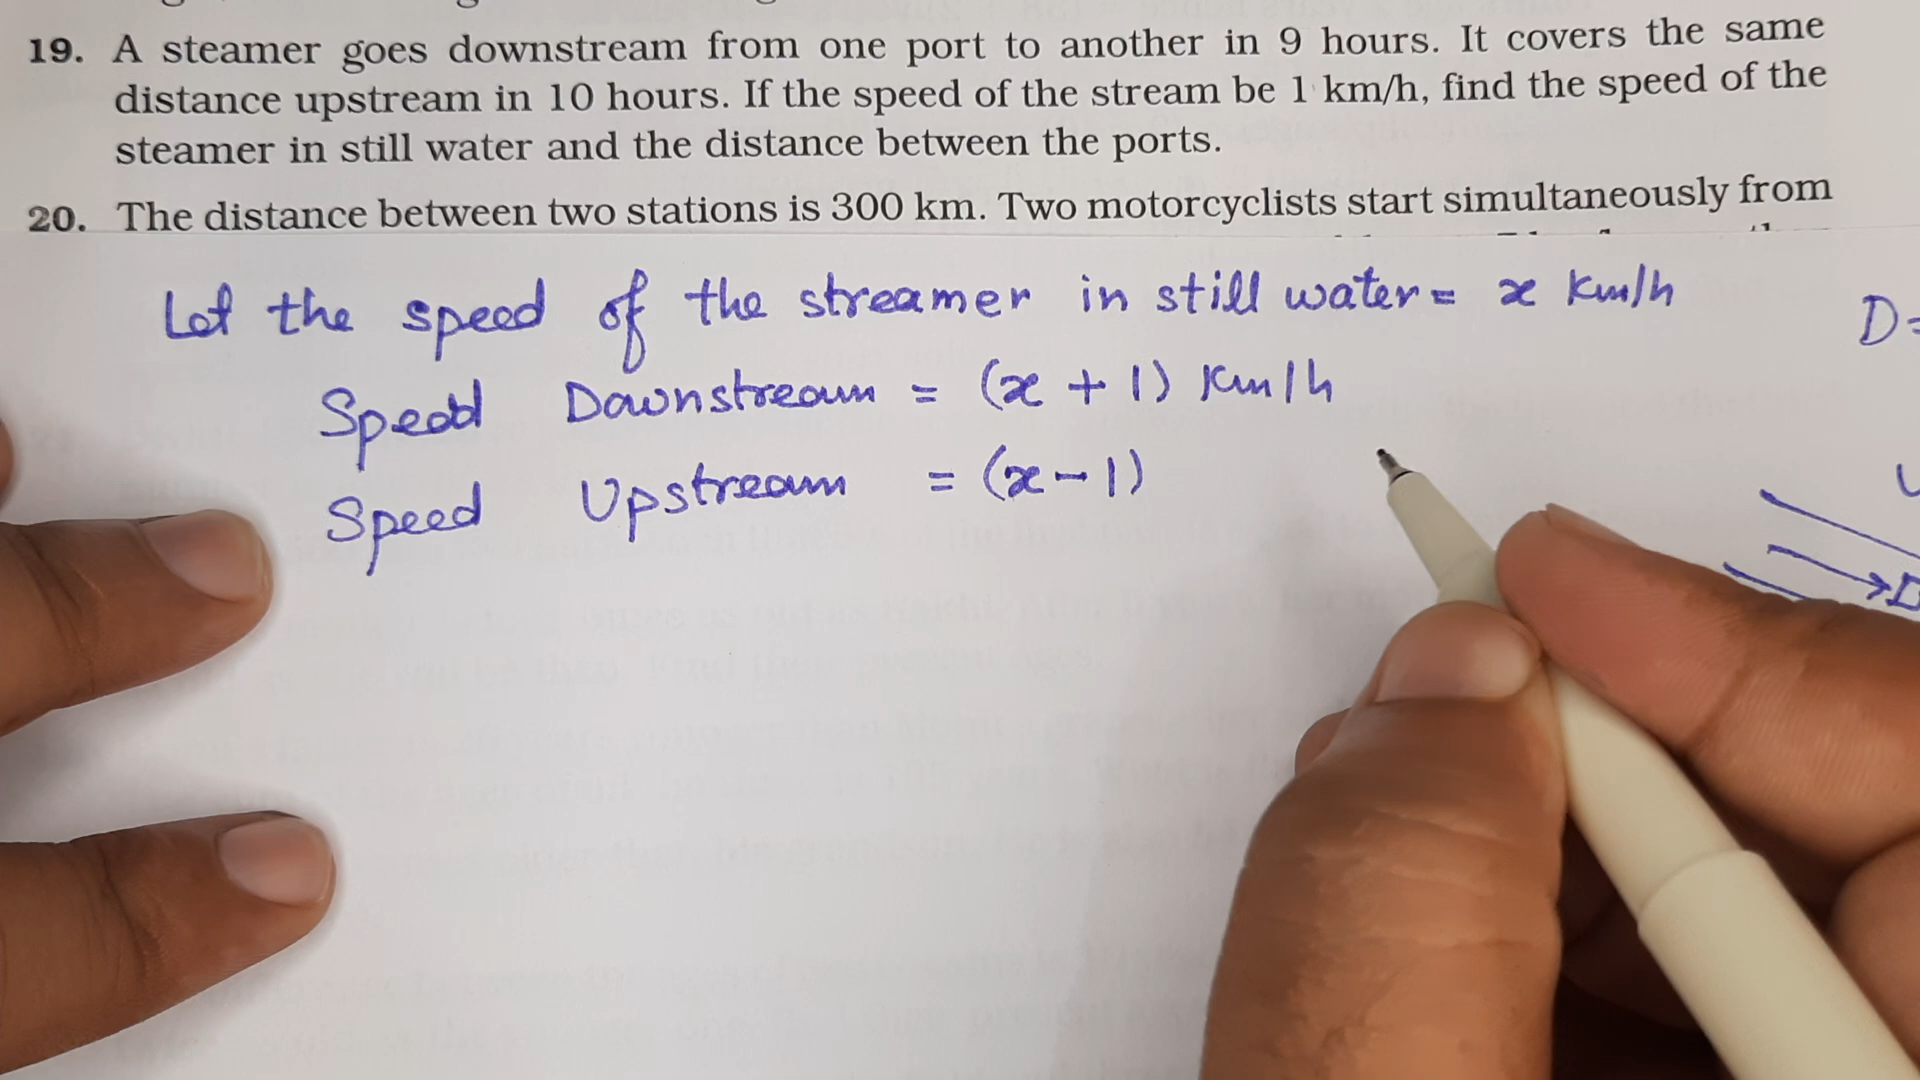 19. A steamer goes downstream from one port to another in 9 hours. It covers the same
distance upstream in 10 hours. If the speed of the stream be 1 km/h, find the speed of the
steamer in still water and the distance between the ports.
20. The distance between two stations is 300 km. Two motorcyclists start simultaneously from
Let the speed of the streamer in still water = x km/h
D=
Speed Downstream = (x + 1) km/h
Speed Upstream = (x - 1)